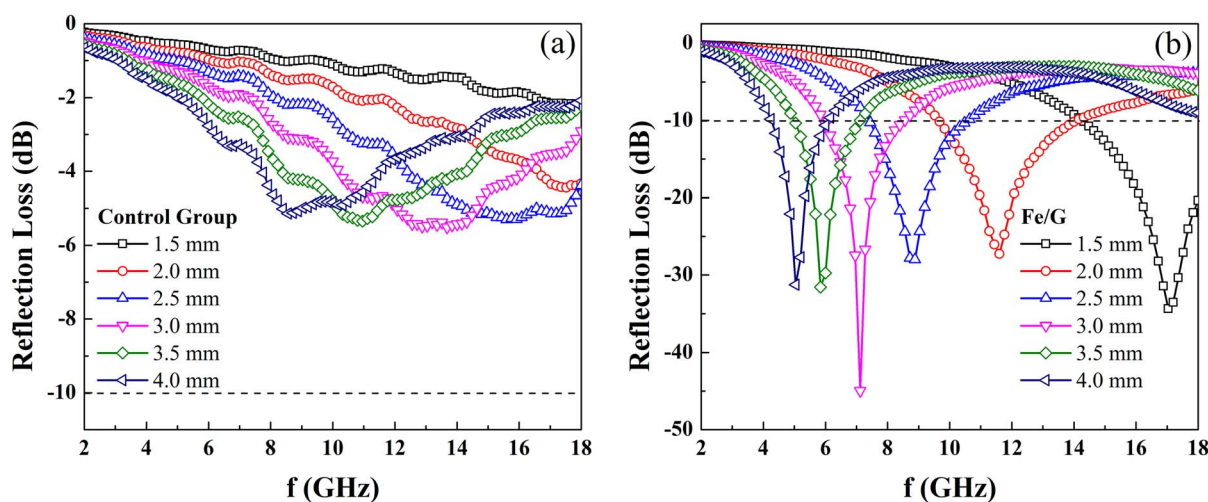 (a)
Reflection Loss (dB)
0
-2
-4
-6
-8
-10
Control Group
1.5 mm
2.0 mm
2.5 mm
3.0 mm
3.5 mm
4.0 mm
2 4 6 8 10 12 14 16 18
f (GHz)
(b)
Reflection Loss (dB)
0
-10
-20
-30
-40
-50
Fe/G
1.5 mm
2.0 mm
2.5 mm
3.0 mm
3.5 mm
4.0 mm
2 4 6 8 10 12 14 16 18
f (GHz)